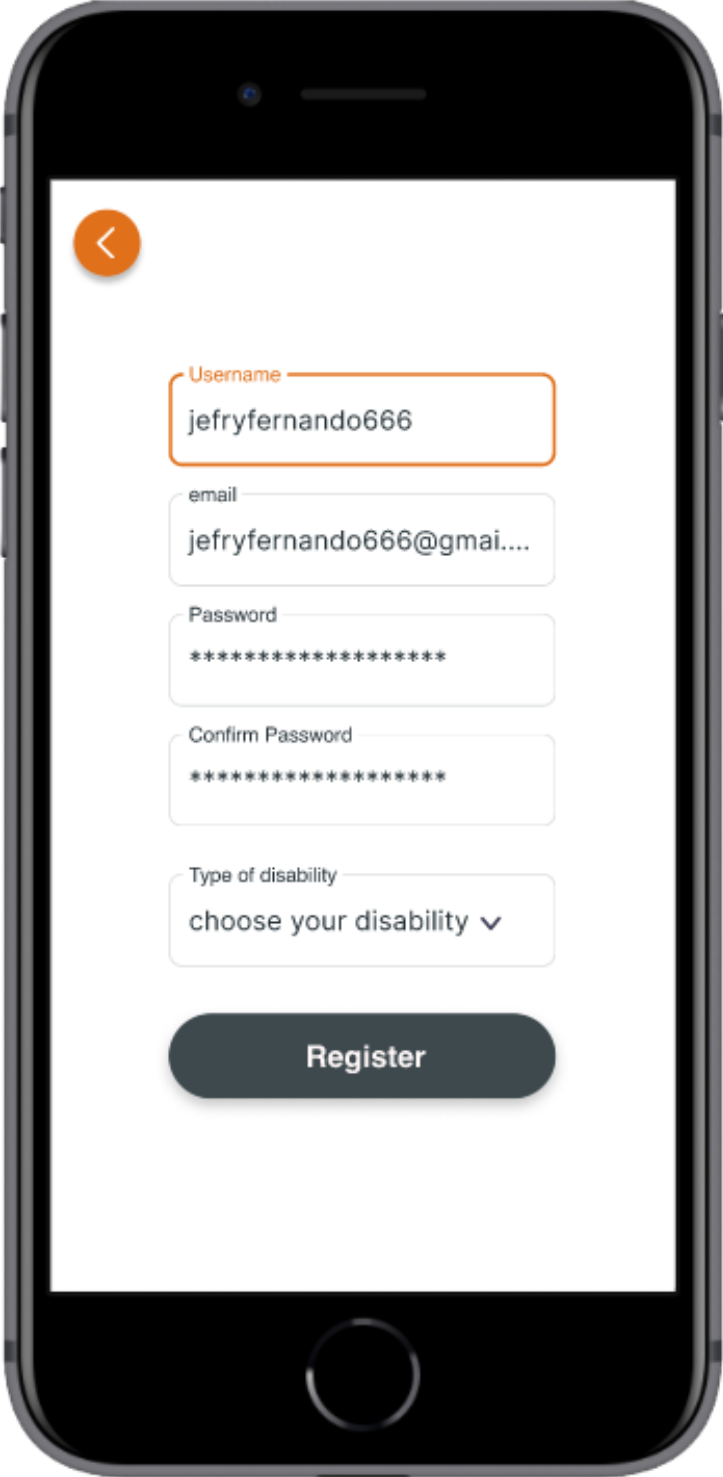 Username
jefryfernando666
email
jefryfernando666@gmai....
Password
*******************
Confirm Password
*******************
Type of disability
choose your disability
Register